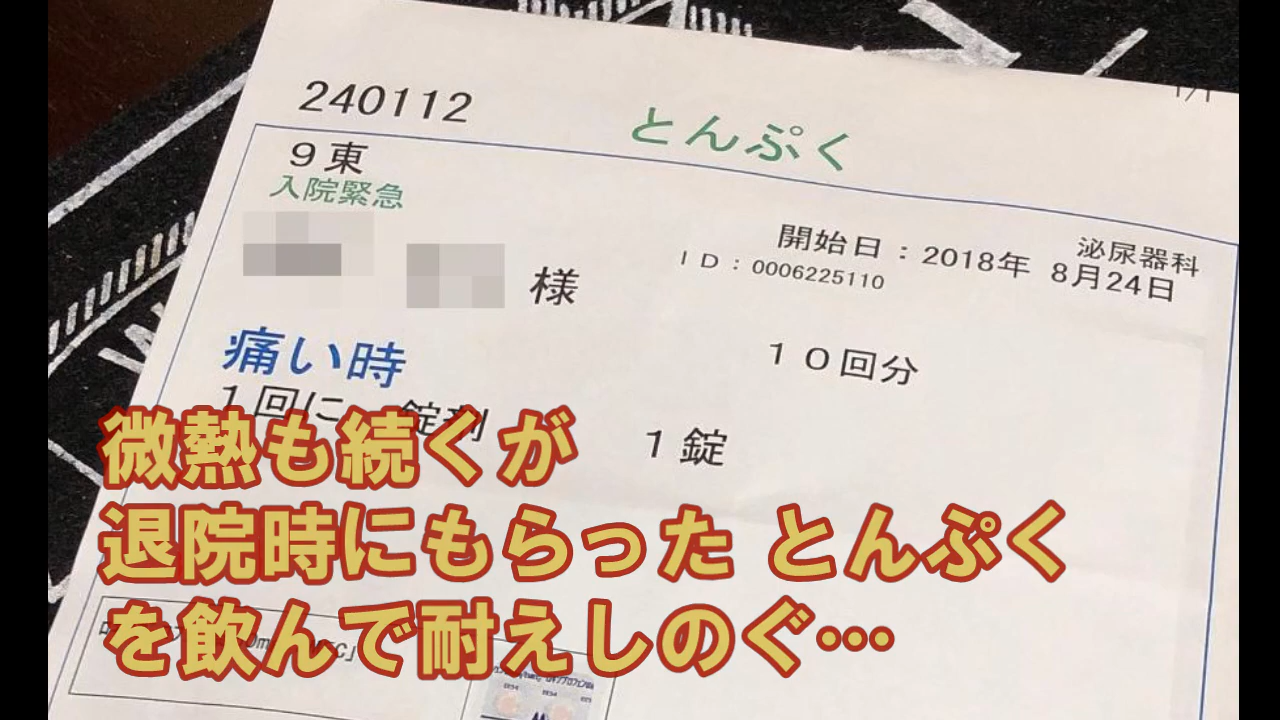 1/1
240112
とんぷく
9東
入院緊急
泌尿器科
開始日：2018年 8月24日
ID：0006225110
様
痛い時
10回分
1回に 錠剤
1錠
微熱も続くが
退院時にもらった とんぷく
を飲んで耐えしのぐ…